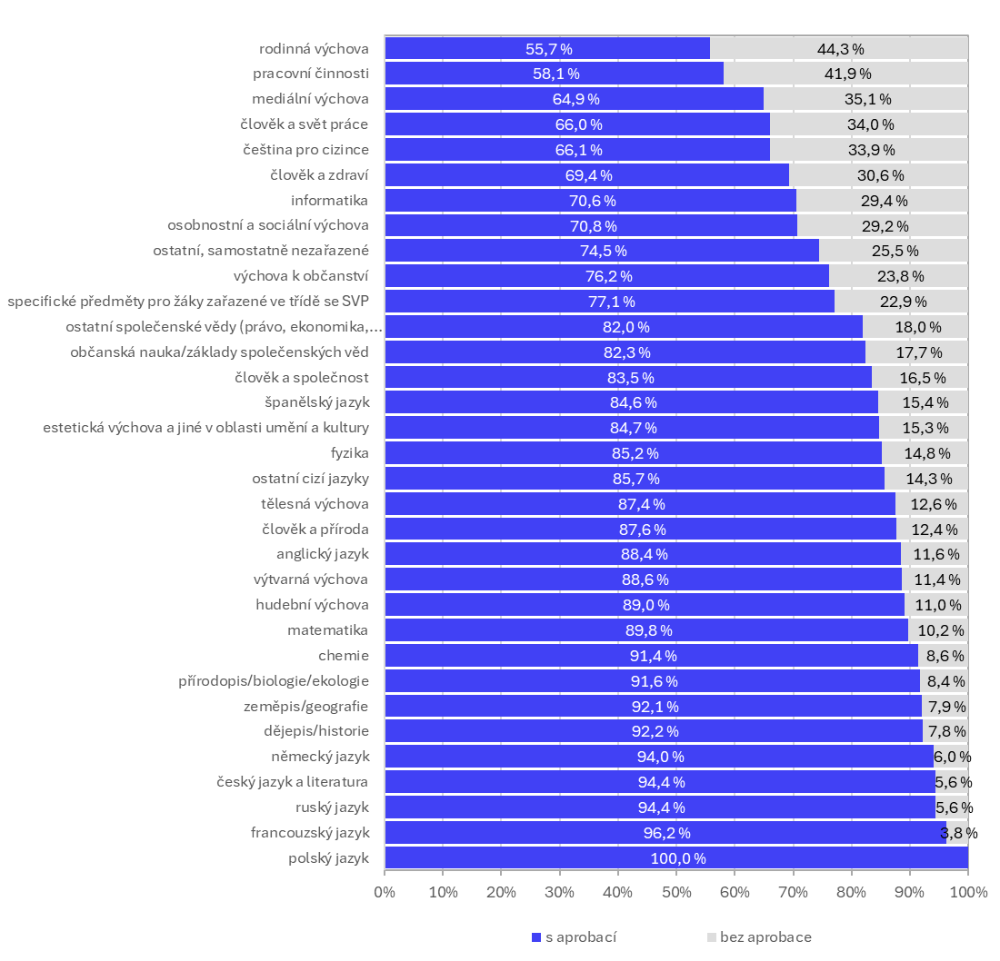 rodinná výchova 55,7 % 44,3 %
pracovní činnosti 58,1 % 41,9 %
mediální výchova 64,9 % 35,1 %
člověk a svět práce 66,0 % 34,0 %
čeština pro cizince 66,1 % 33,9 %
člověk a zdraví 69,4 % 30,6 %
informatika 70,6 % 29,4 %
osobnostní a sociální výchova 70,8 % 29,2 %
ostatní, samostatně nezařazené 74,5 % 25,5 %
výchova k občanství 76,2 % 23,8 %
specifické předměty pro žáky zařazené ve třídě se SVP 77,1 % 22,9 %
ostatní společenské vědy (právo, ekonomika,… 82,0 % 18,0 %
občanská nauka/základy společenských věd 82,3 % 17,7 %
člověk a společnost 83,5 % 16,5 %
španělský jazyk 84,6 % 15,4 %
estetická výchova a jiné v oblasti umění a kultury 84,7 % 15,3 %
fyzika 85,2 % 14,8 %
ostatní cizí jazyky 85,7 % 14,3 %
tělesná výchova 87,4 % 12,6 %
člověk a příroda 87,6 % 12,4 %
anglický jazyk 88,4 % 11,6 %
výtvarná výchova 88,6 % 11,4 %
hudební výchova 89,0 % 11,0 %
matematika 89,8 % 10,2 %
chemie 91,4 % 8,6 %
přírodopis/biologie/ekologie 91,6 % 8,4 %
zeměpis/geografie 92,1 % 7,9 %
dějepis/historie 92,2 % 7,8 %
německý jazyk 94,0 % 6,0 %
český jazyk a literatura 94,4 % 5,6 %
ruský jazyk 94,4 % 5,6 %
francouzský jazyk 96,2 % 3,8 %
polský jazyk 100,0 %
0% 10% 20% 30% 40% 50% 60% 70% 80% 90% 100%
s aprobací bez aprobace